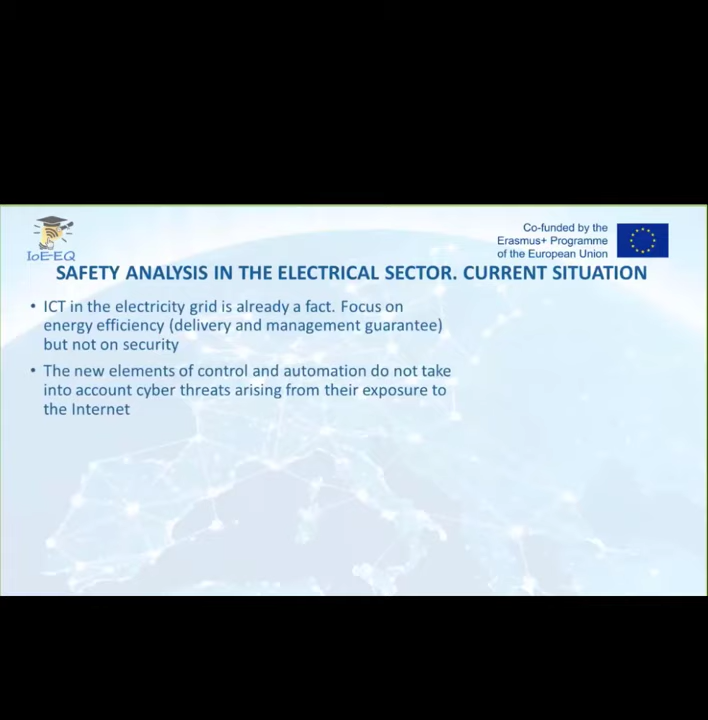 IoE-EQ
Co-funded by the
Erasmus+ Programme
of the European Union
SAFETY ANALYSIS IN THE ELECTRICAL SECTOR. CURRENT SITUATION
• ICT in the electricity grid is already a fact. Focus on
energy efficiency (delivery and management guarantee)
but not on security
• The new elements of control and automation do not take
into account cyber threats arising from their exposure to
the Internet